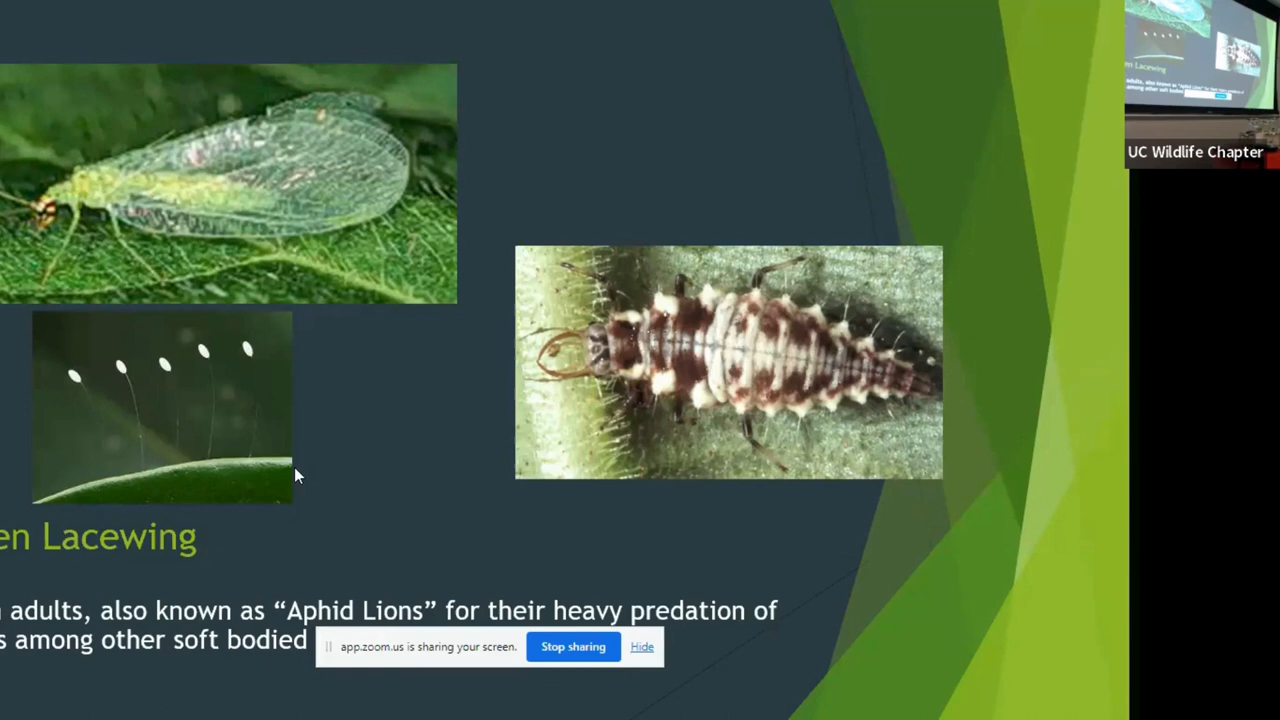 UC Wildlife Chapter
en Lacewing
adults, also known as “Aphid Lions” for their heavy predation of
s among other soft bodied
app.zoom.us is sharing your screen.
Stop sharing
Hide